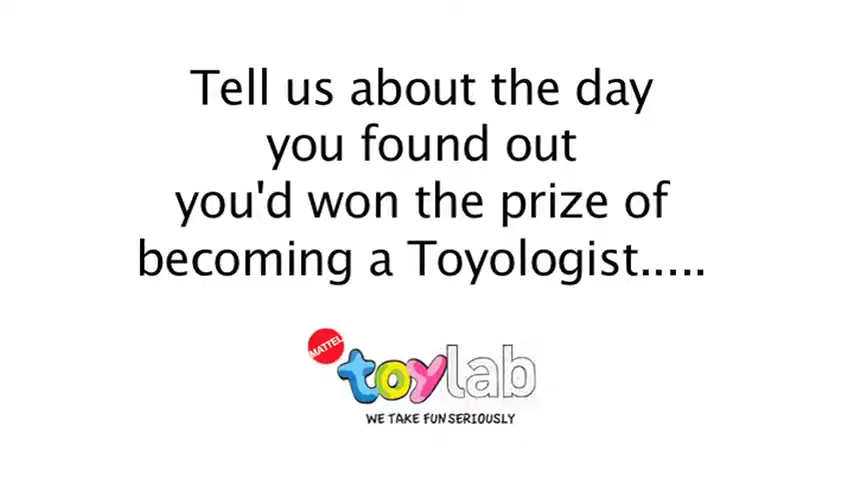 Tell us about the day
you found out
you'd won the prize of
becoming a Toyologist.....
MATTEL
toylab
WE TAKE FUN SERIOUSLY